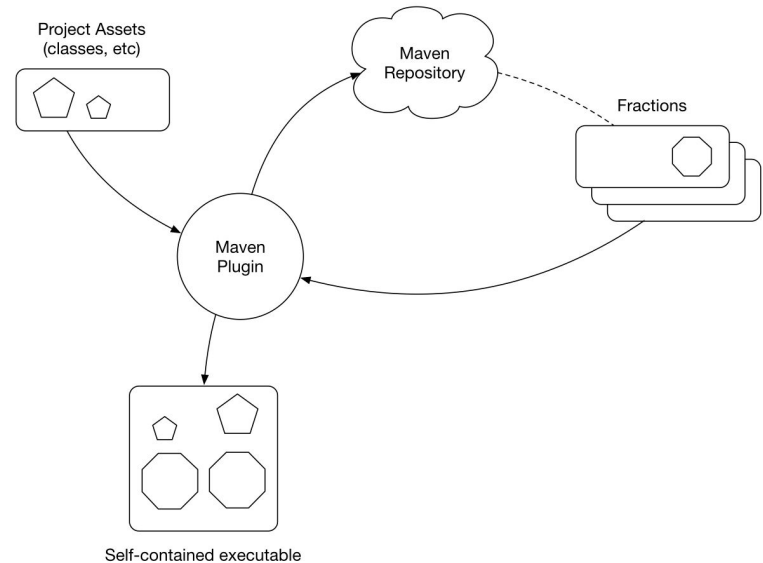 Project Assets
(classes, etc)
Maven
Repository
Fractions
Maven
Plugin
Self-contained executable